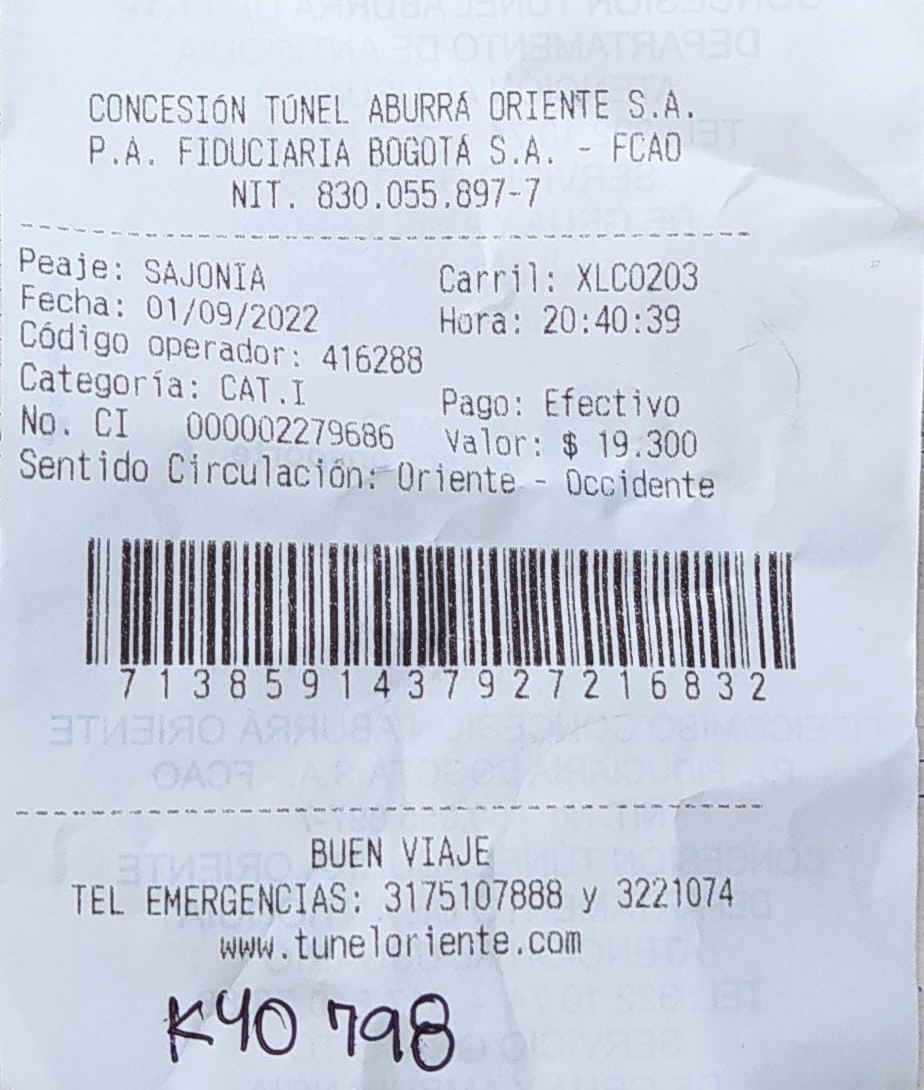 CONCESIÓN TÚNEL ABURRÁ ORIENTE S.A.
P.A. FIDUCIARIA BOGOTÁ S.A. - FCAO
NIT. 830.055.897-7
Peaje: SAJONIA Carril: XLC0203
Fecha: 01/09/2022 Hora: 20:40:39
Código operador: 416288
Categoría: CAT.I Pago: Efectivo
No. CI 000002279686 Valor: $ 19.300
Sentido Circulación: Oriente - Occidente
7138591437927216832
BUEN VIAJE
TEL EMERGENCIAS: 3175107888 y 3221074
www.tuneloriente.com
KYO 798